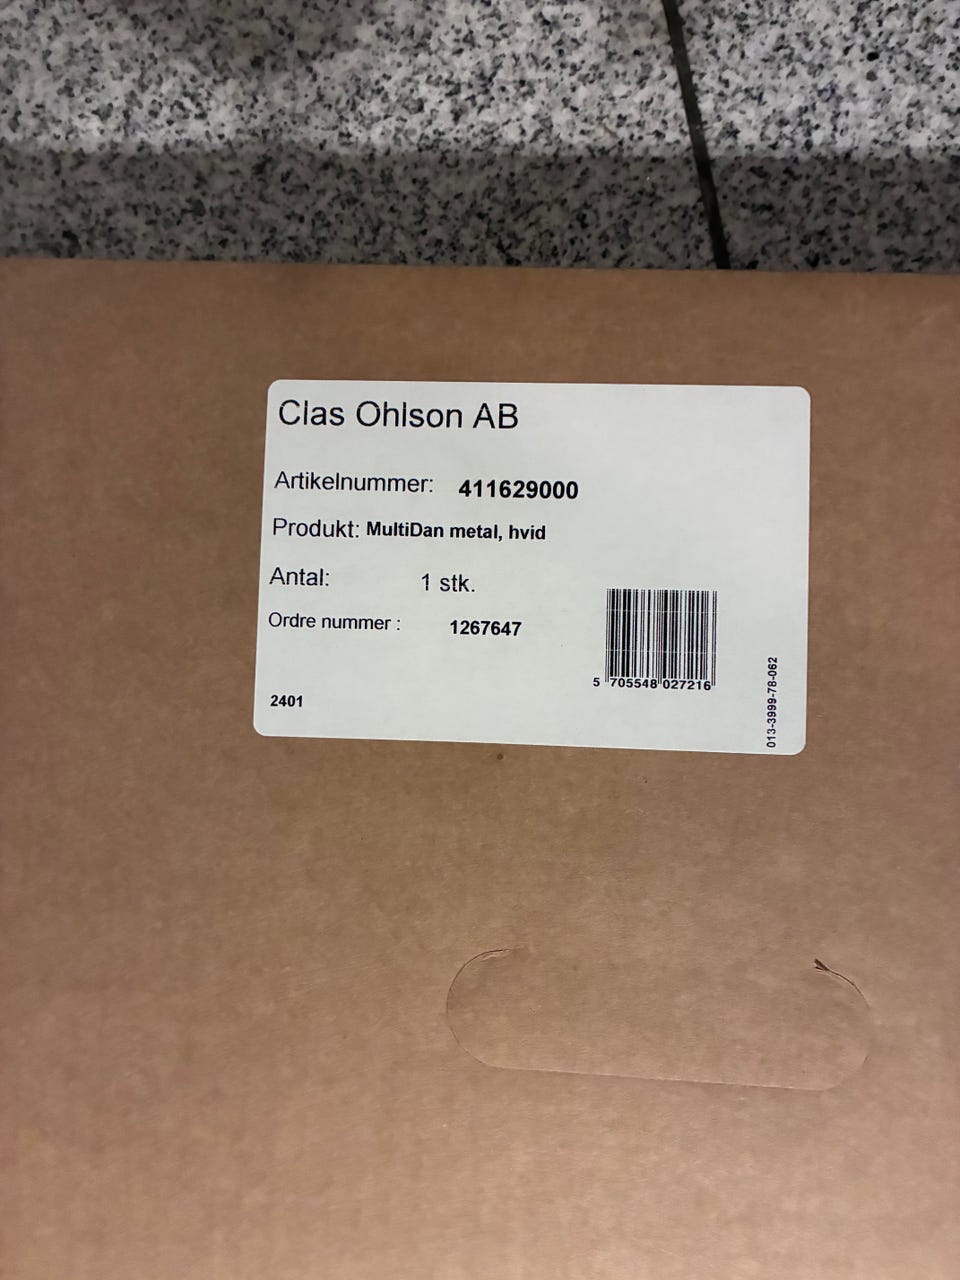 Clas Ohlson AB
Artikelnummer: 411629000
Produkt: MultiDan metal, hvid
Antal: 1 stk.
Ordre nummer : 1267647
5 705548 027216
2401
013-3999-78-062